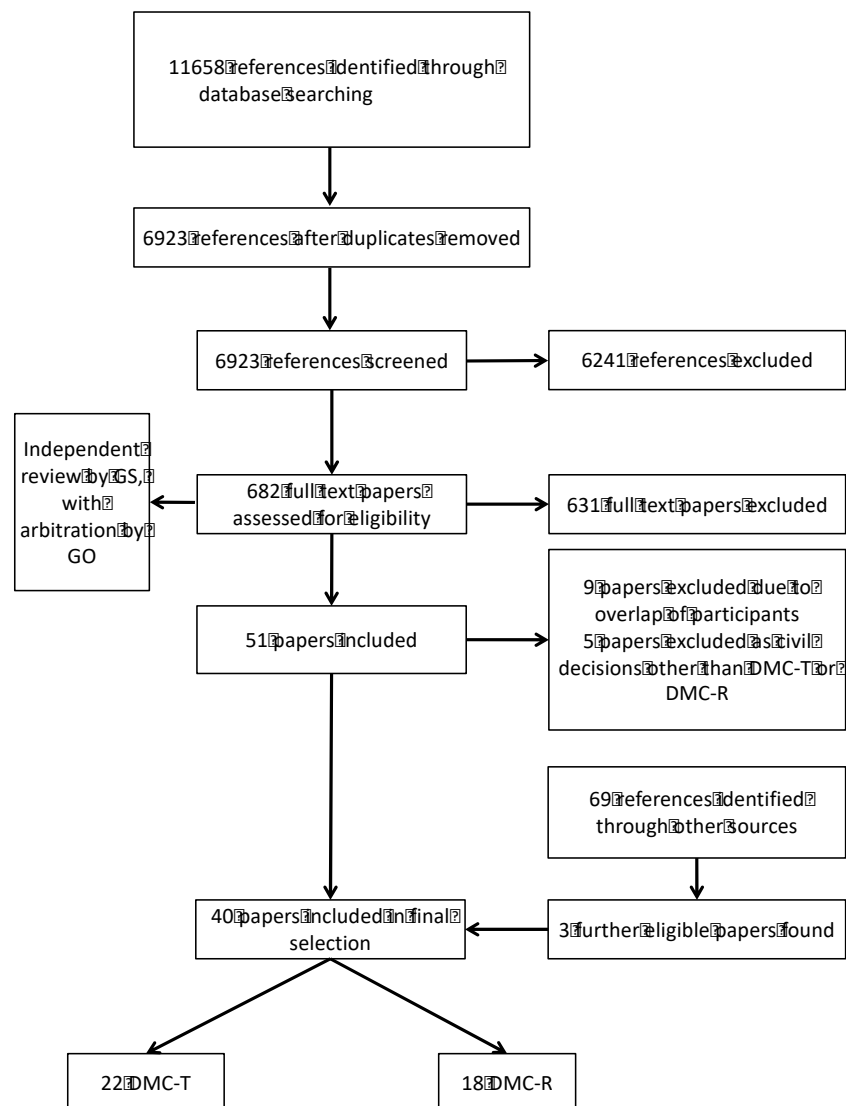 11658 references identified through
database searching
6923 references after duplicates removed
6923 references screened
6241 references excluded
Independent
review by GS,
with
arbitration by
GO
682 full text papers
assessed for eligibility
631 full text papers excluded
51 papers included
9 papers excluded due to
overlap of participants
5 papers excluded as civil
decisions other than DMC-T or
DMC-R
69 references identified
through other sources
40 papers included in final
selection
3 further eligible papers found
22 DMC-T
18 DMC-R